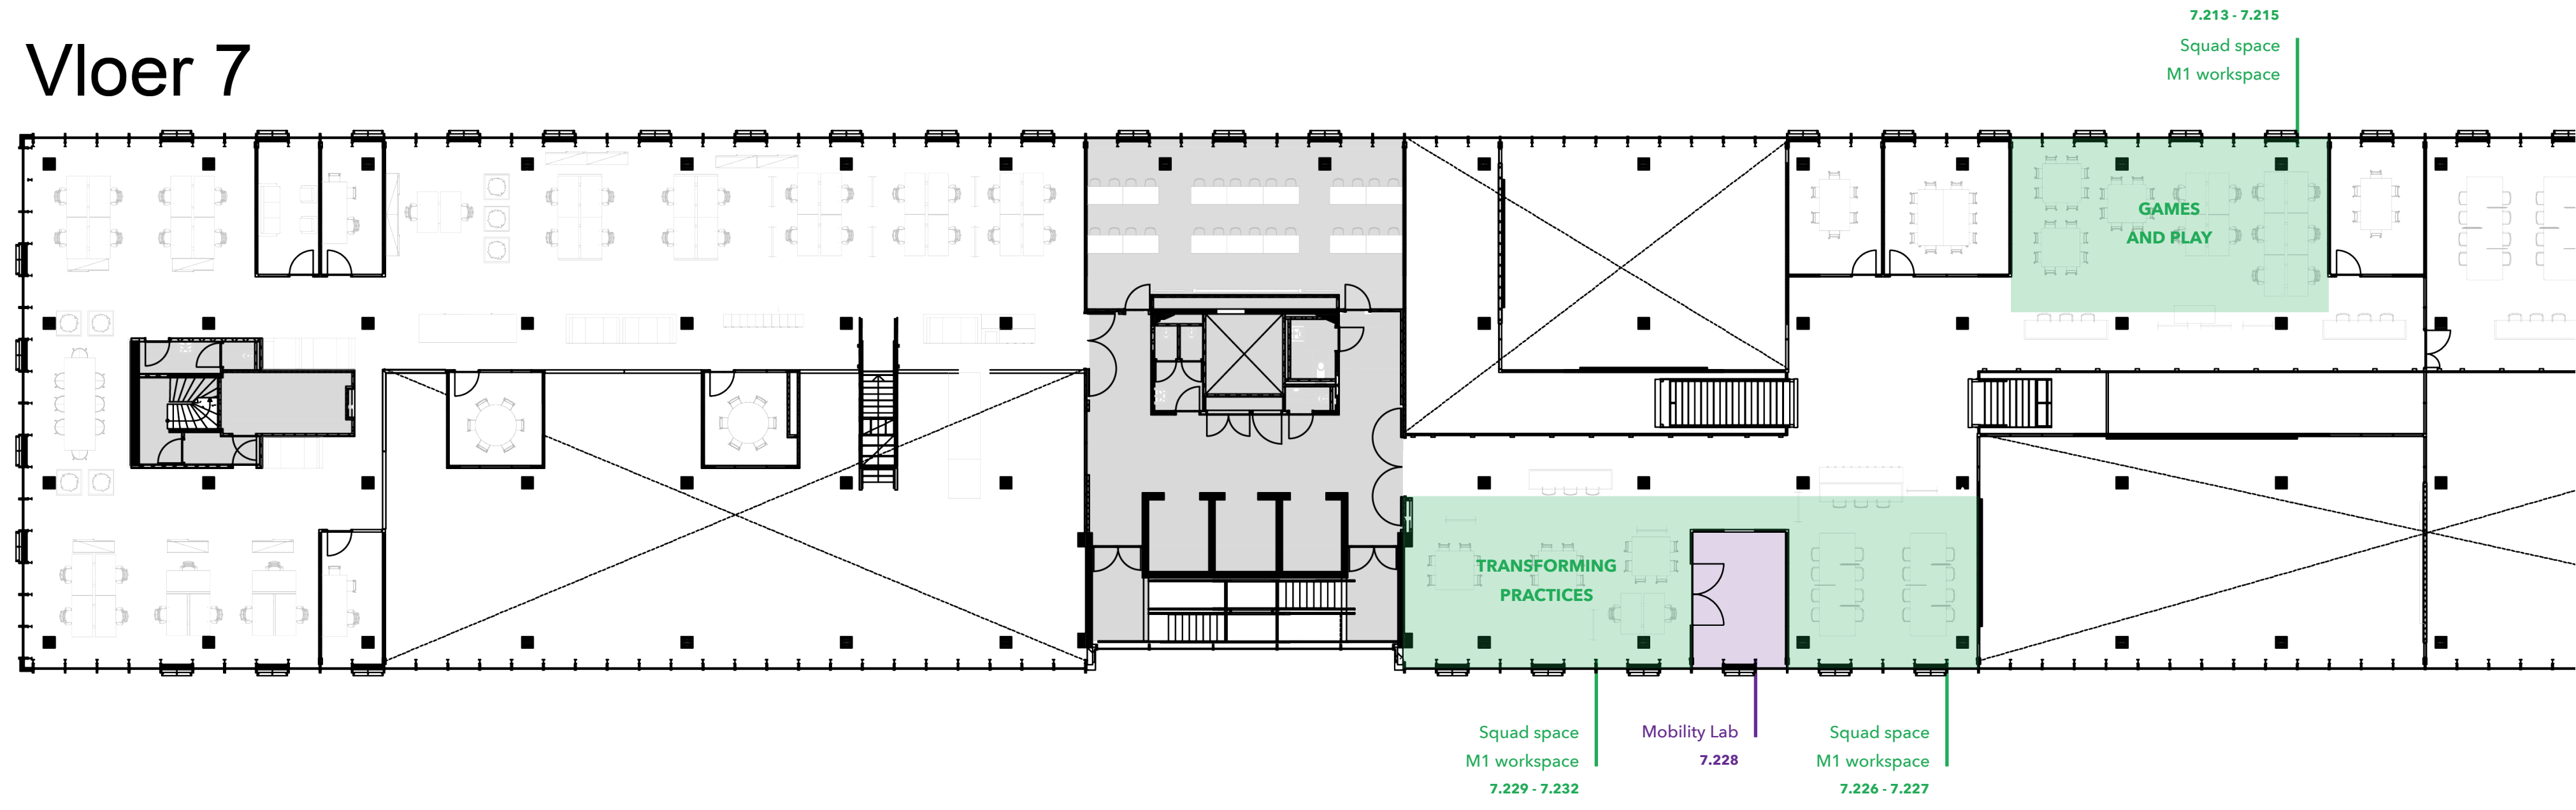 7.213 - 7.215
Squad space
M1 workspace
Vloer 7
GAMES
AND PLAY
TRANSFORMING
PRACTICES
Squad space
M1 workspace
7.229 - 7.232
Mobility Lab
7.228
Squad space
M1 workspace
7.226 - 7.227